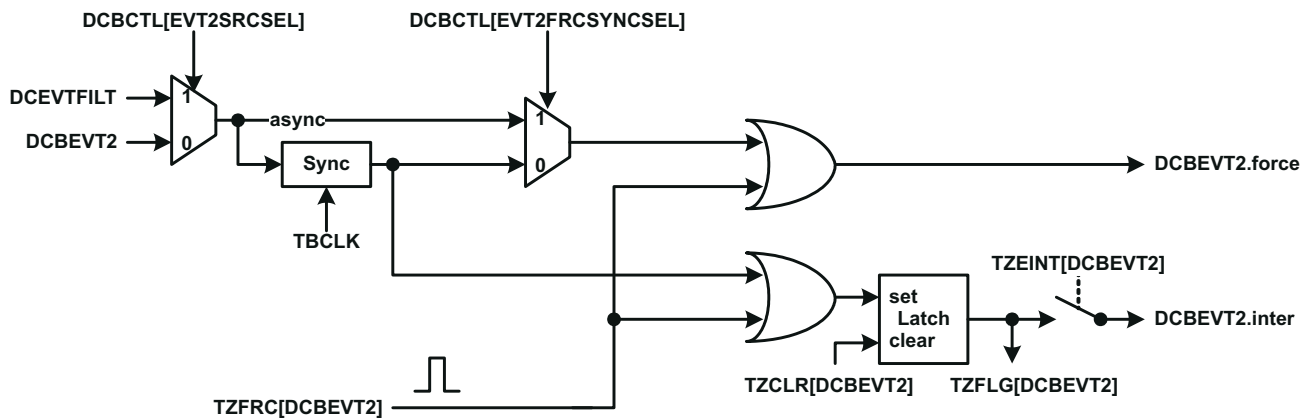 DCBCTL[EVT2SRCSEL]
DCBCTL[EVT2FRCSYNCSEL]
DCEVTFILT
1
async
1
DCBEVT2
0
Sync
0
DCBEVT2.force
TBCLK
TZEINT[DCBEVT2]
set
Latch
clear
DCBEVT2.inter
TZCLR[DCBEVT2]
TZFLG[DCBEVT2]
TZFRC[DCBEVT2]